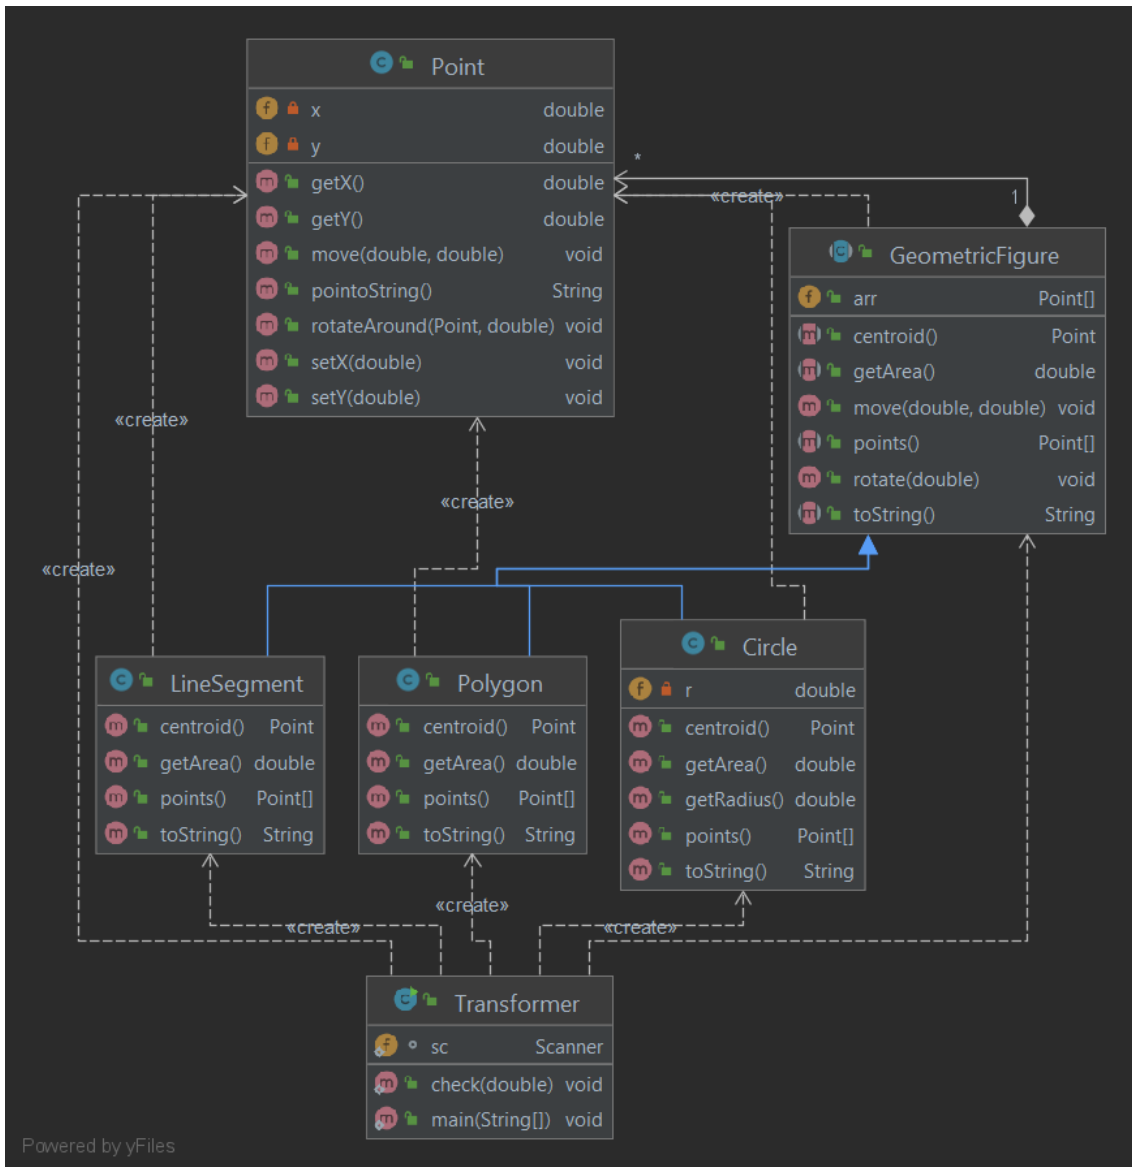 Point
x double
y double
getX() double
getY() double
move(double, double) void
pointoString() String
rotateAround(Point, double) void
setX(double) void
setY(double) void
*
«create»
1
GeometricFigure
arr Point[]
centroid() Point
getArea() double
move(double, double) void
points() Point[]
rotate(double) void
toString() String
«create»
«create»
«create»
LineSegment
centroid() Point
getArea() double
points() Point[]
toString() String
Polygon
centroid() Point
getArea() double
points() Point[]
toString() String
Circle
r double
centroid() Point
getArea() double
getRadius() double
points() Point[]
toString() String
«create»
«create»
«create»
Transformer
sc Scanner
check(double) void
main(String[]) void
Powered by yFiles